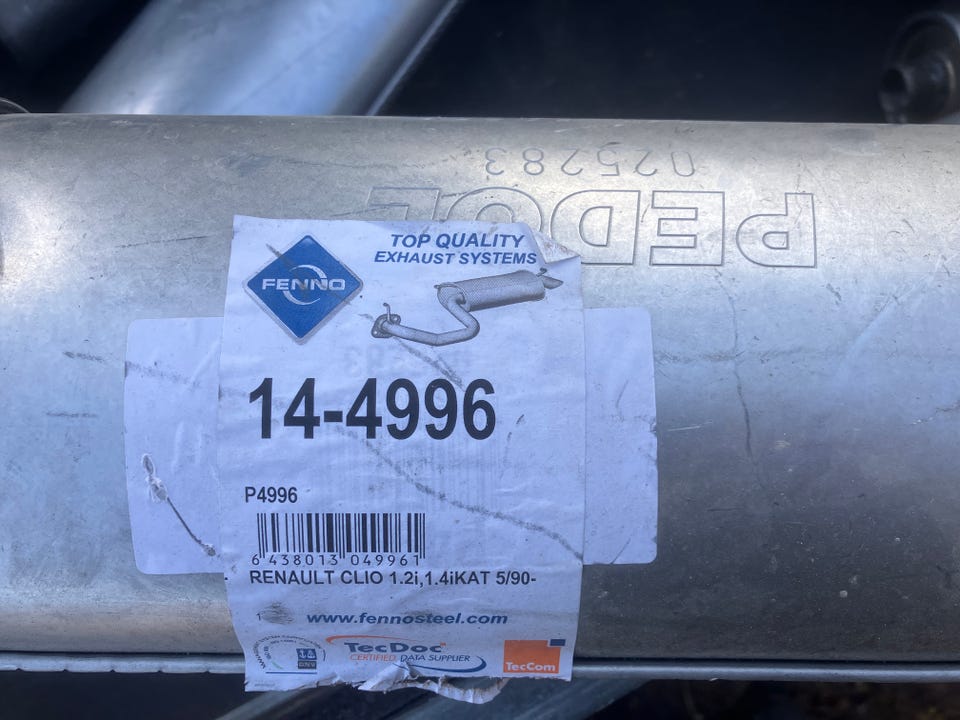 025283
PEDOL
FENNO
TOP QUALITY
EXHAUST SYSTEMS
14-4996
P4996
6 438013 049961
RENAULT CLIO 1.2i,1.4iKAT 5/90-
www.fennosteel.com
DNV
TecDoc
CERTIFIED DATA SUPPLIER
TecCom